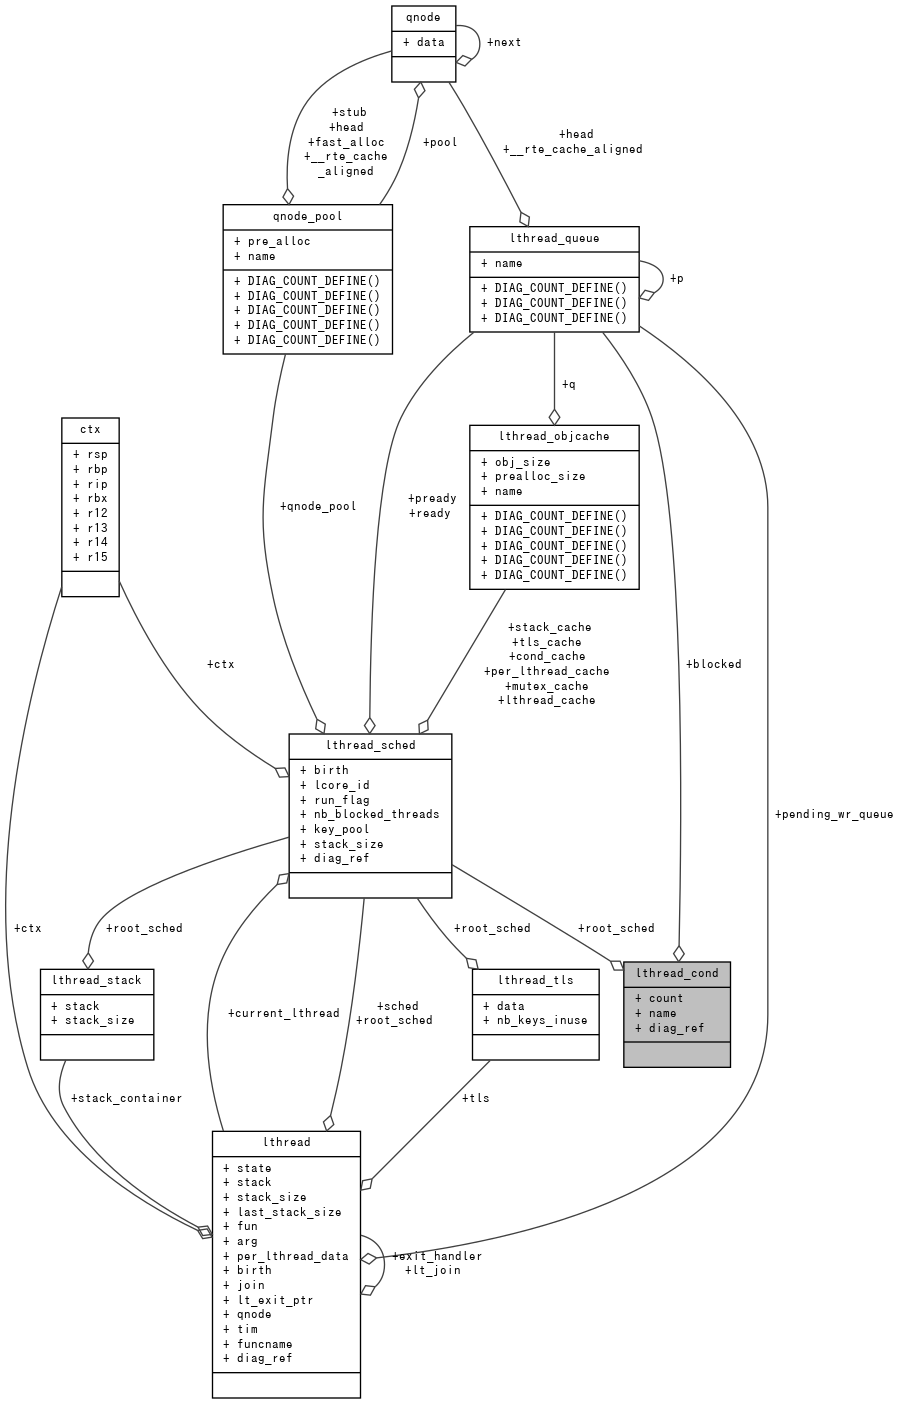 qnode
+ data
+next
+stub
+head
+fast_alloc
+__rte_cache
_aligned
+pool
+head
+__rte_cache_aligned
qnode_pool
+ pre_alloc
+ name
+ DIAG_COUNT_DEFINE()
+ DIAG_COUNT_DEFINE()
+ DIAG_COUNT_DEFINE()
+ DIAG_COUNT_DEFINE()
+ DIAG_COUNT_DEFINE()
lthread_queue
+ name
+ DIAG_COUNT_DEFINE()
+ DIAG_COUNT_DEFINE()
+ DIAG_COUNT_DEFINE()
+p
+q
ctx
+ rsp
+ rbp
+ rip
+ rbx
+ r12
+ r13
+ r14
+ r15
lthread_objcache
+ obj_size
+ prealloc_size
+ name
+ DIAG_COUNT_DEFINE()
+ DIAG_COUNT_DEFINE()
+ DIAG_COUNT_DEFINE()
+ DIAG_COUNT_DEFINE()
+ DIAG_COUNT_DEFINE()
+qnode_pool
+pready
+ready
+stack_cache
+tls_cache
+cond_cache
+per_lthread_cache
+mutex_cache
+lthread_cache
+ctx
+blocked
lthread_sched
+ birth
+ lcore_id
+ run_flag
+ nb_blocked_threads
+ key_pool
+ stack_size
+ diag_ref
+pending_wr_queue
+ctx
+root_sched
+root_sched
+root_sched
lthread_stack
+ stack
+ stack_size
+current_lthread
+sched
+root_sched
lthread_tls
+ data
+ nb_keys_inuse
lthread_cond
+ count
+ name
+ diag_ref
+stack_container
+tls
lthread
+ state
+ stack
+ stack_size
+ last_stack_size
+ fun
+ arg
+ per_lthread_data
+ birth
+ join
+ lt_exit_ptr
+ qnode
+ tim
+ funcname
+ diag_ref
+exit_handler
+lt_join